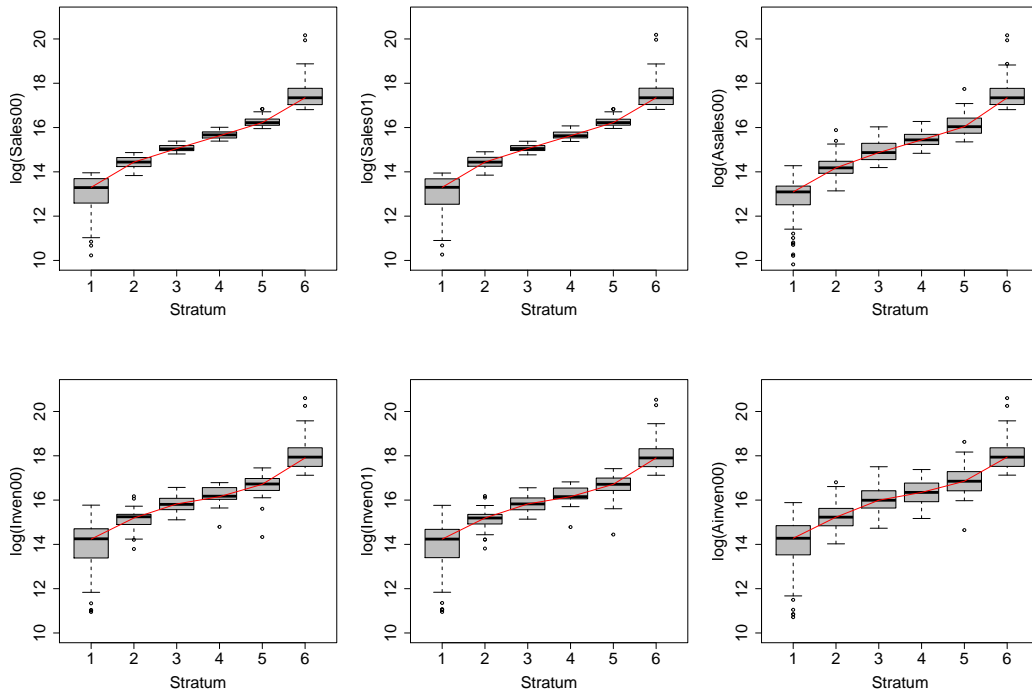 log(Sales00)
10 12 14 16 18 20
1 2 3 4 5 6
Stratum
log(Sales01)
10 12 14 16 18 20
1 2 3 4 5 6
Stratum
log(Asales00)
10 12 14 16 18 20
1 2 3 4 5 6
Stratum
log(Inven00)
10 12 14 16 18 20
1 2 3 4 5 6
Stratum
log(Inven01)
10 12 14 16 18 20
1 2 3 4 5 6
Stratum
log(Ainven00)
10 12 14 16 18 20
1 2 3 4 5 6
Stratum